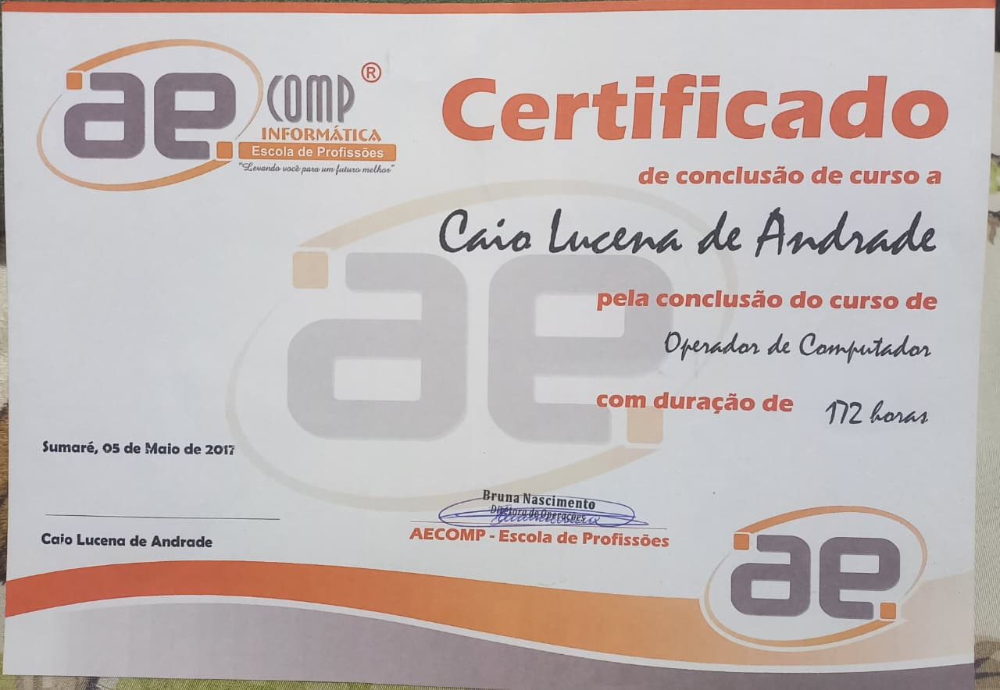 ae COMP ®
INFORMÁTICA
Escola de Profissões
"Levando você para um futuro melhor"
Certificado
de conclusão de curso a
Caio Lucena de Andrade
pela conclusão do curso de
Operador de Computador
com duração de 172 horas
ae
Sumaré, 05 de Maio de 2017
Caio Lucena de Andrade
Bruna Nascimento
Diretora de Operações
AECOMP - Escola de Profissões
ae